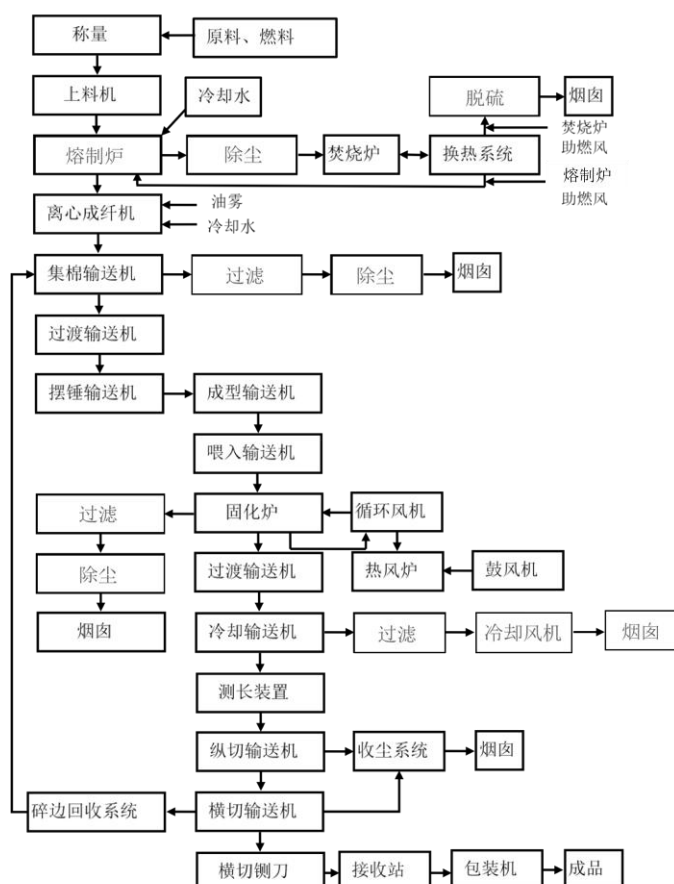 称量
原料、燃料
上料机
冷却水
脱硫
烟囱
焚烧炉
助燃风
熔制炉
除尘
焚烧炉
换热系统
熔制炉
助燃风
离心成纤机
油雾
冷却水
集棉输送机
过滤
除尘
烟囱
过渡输送机
摆锤输送机
成型输送机
喂入输送机
过滤
固化炉
循环风机
除尘
过渡输送机
热风炉
鼓风机
烟囱
冷却输送机
过滤
冷却风机
烟囱
测长装置
纵切输送机
收尘系统
烟囱
碎边回收系统
横切输送机
横切铡刀
接收站
包装机
成品